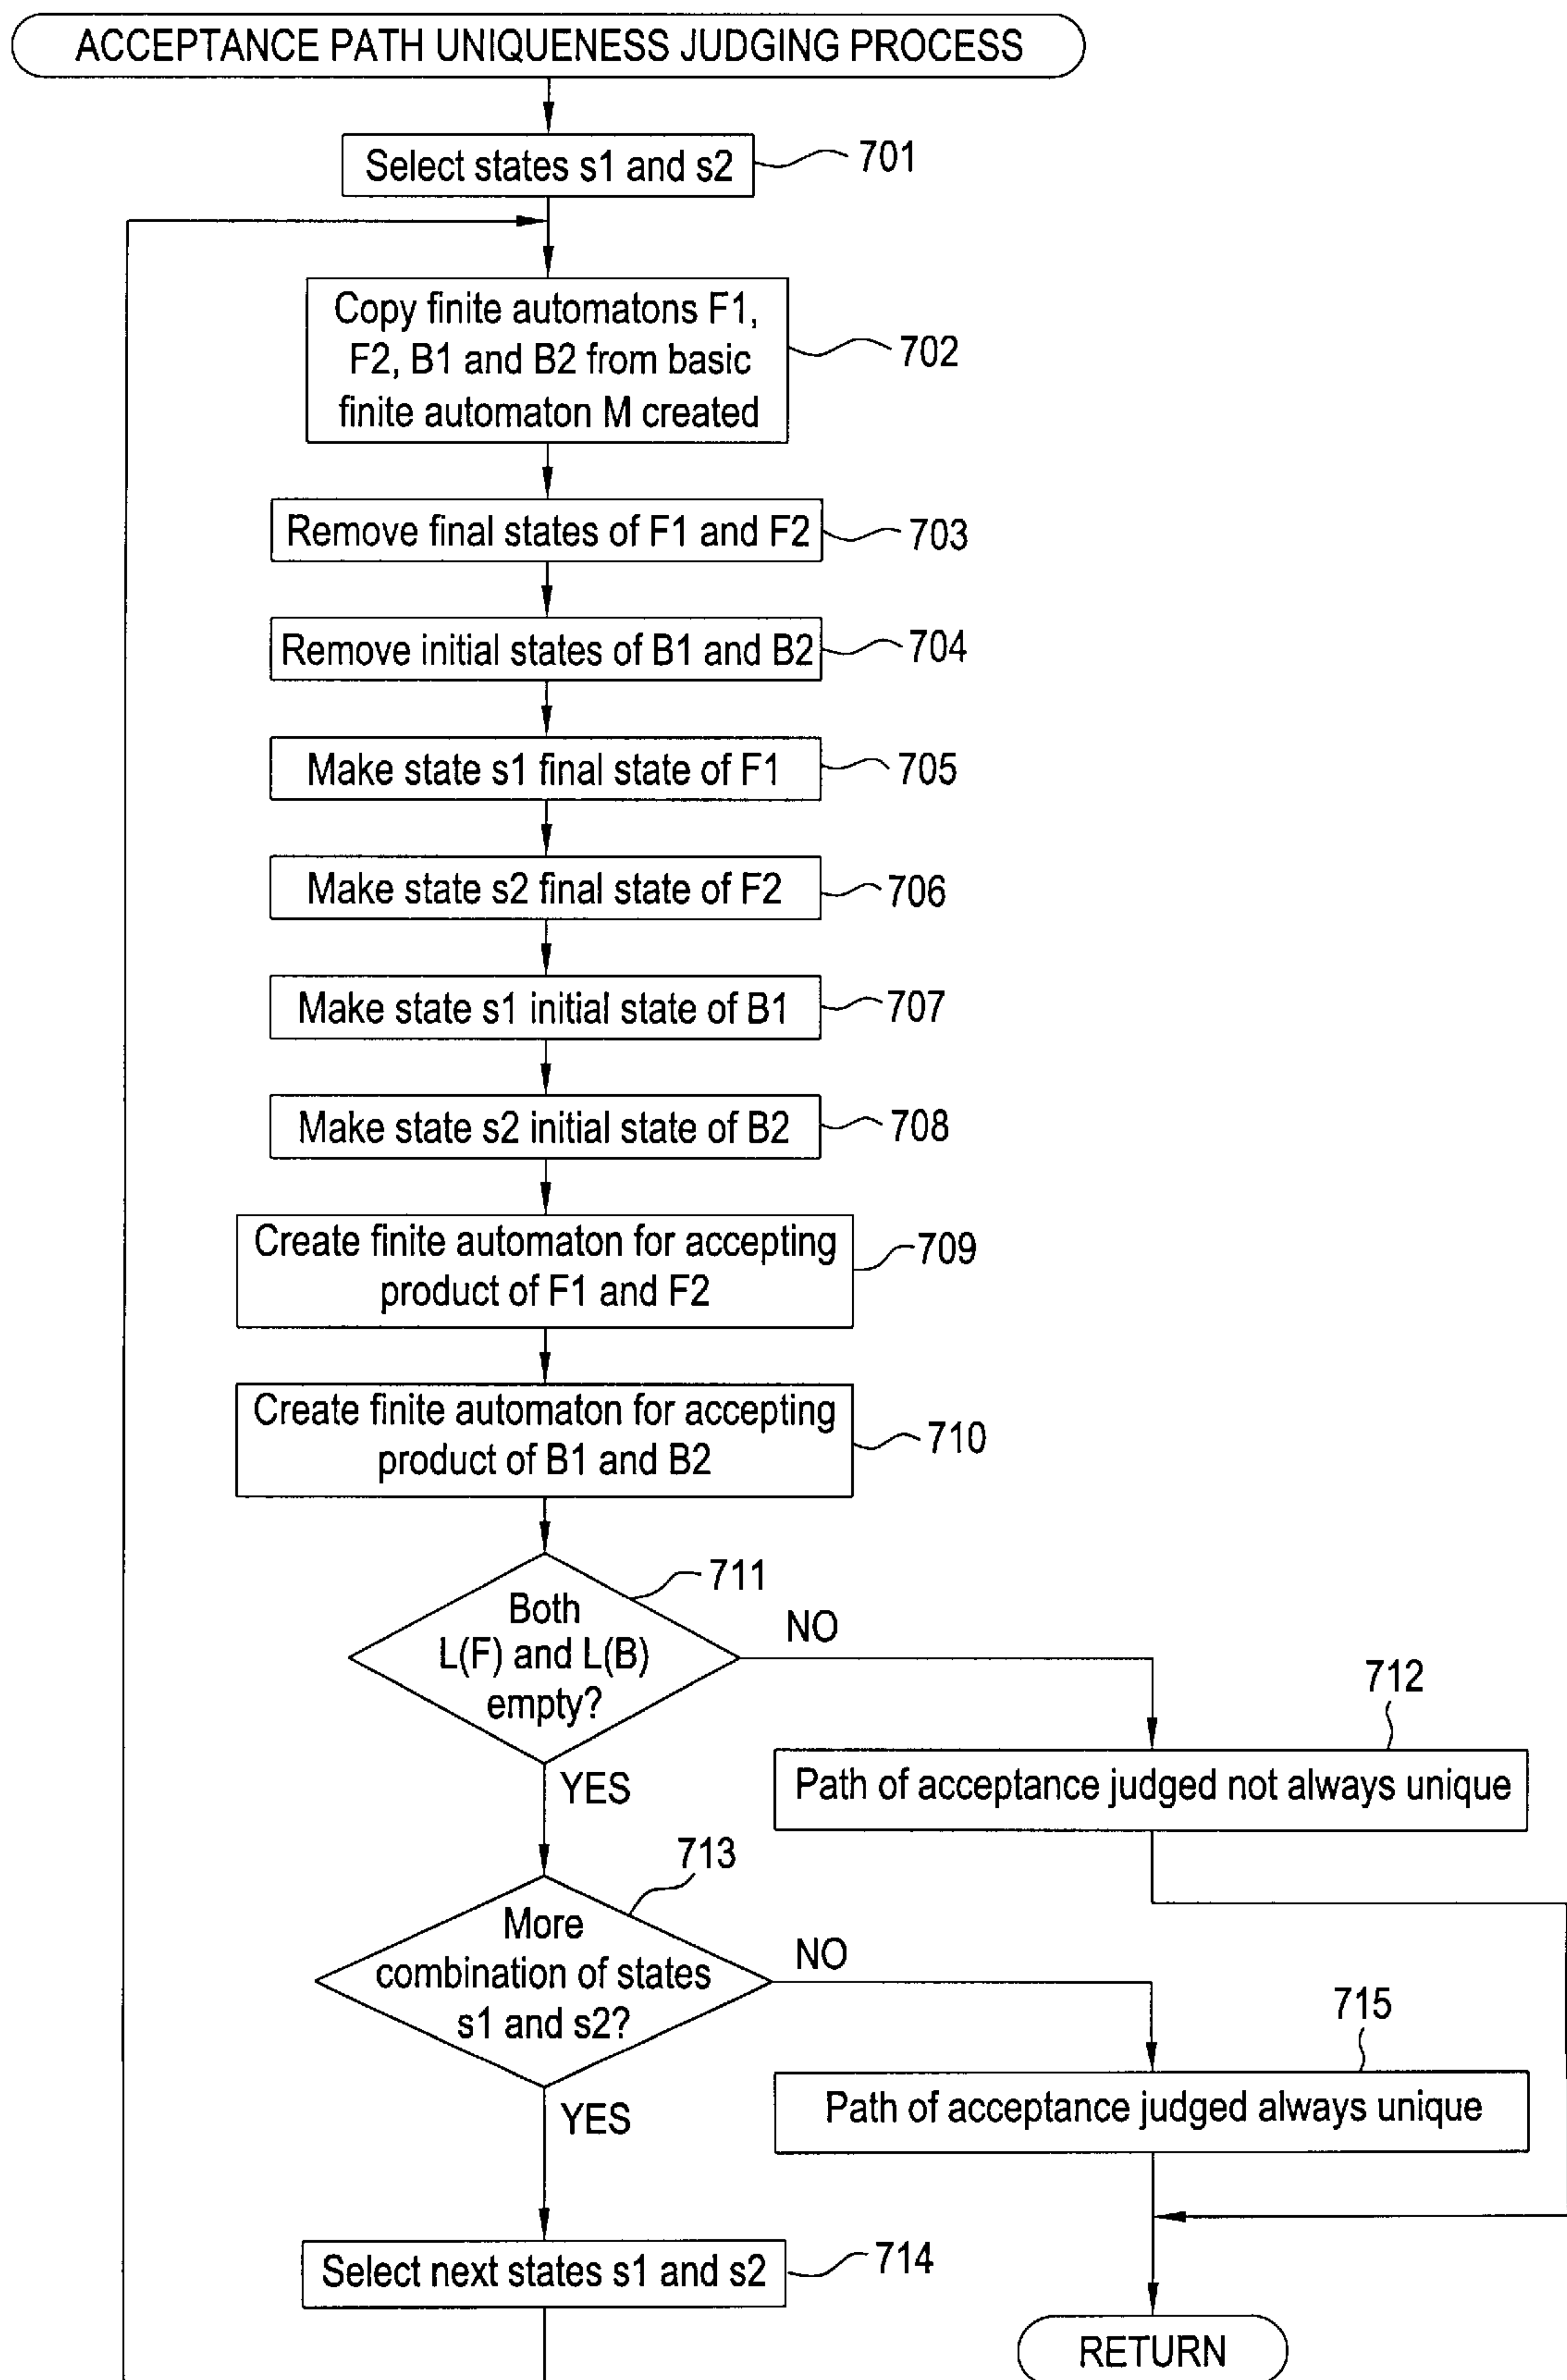 ACCEPTANCE PATH UNIQUENESS JUDGING PROCESS
Select states s1 and s2
701
Copy finite automatons F1,
F2, B1 and B2 from basic
finite automaton M created
702
Remove final states of F1 and F2
703
Remove initial states of B1 and B2
704
Make state s1 final state of F1
705
Make state s2 final state of F2
706
Make state s1 initial state of B1
707
Make state s2 initial state of B2
708
Create finite automaton for accepting
product of F1 and F2
709
Create finite automaton for accepting
product of B1 and B2
710
711
Both
L(F) and L(B)
empty?
NO
YES
712
Path of acceptance judged not always unique
713
More
combination of states
s1 and s2?
NO
YES
715
Path of acceptance judged always unique
Select next states s1 and s2
714
RETURN